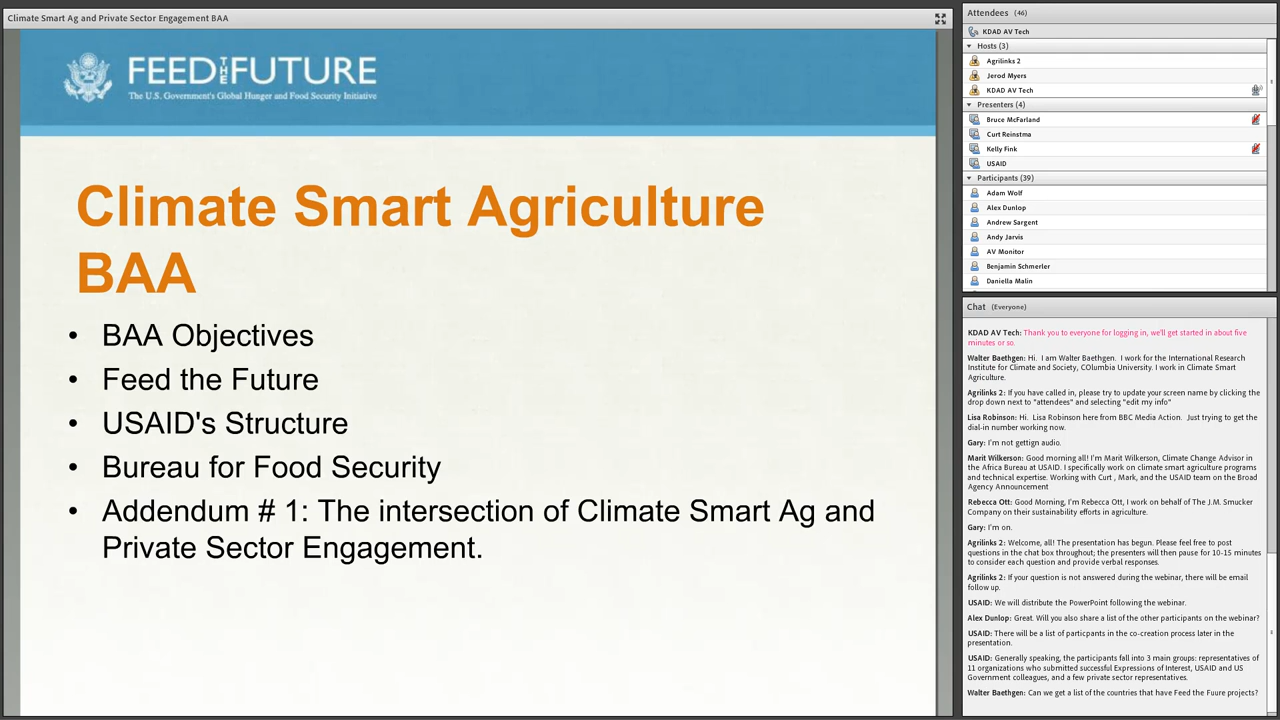 Climate Smart Ag and Private Sector Engagement BAA
FEED THE FUTURE
The U.S. Government's Global Hunger and Food Security Initiative
Climate Smart Agriculture
BAA
• BAA Objectives
• Feed the Future
• USAID's Structure
• Bureau for Food Security
• Addendum # 1: The intersection of Climate Smart Ag and
Private Sector Engagement.
Attendees (46)
KDAD AV Tech
Hosts (3)
Agrilinks 2
Jerod Myers
KDAD AV Tech
Presenters (4)
Bruce McFarland
Curt Reinstma
Kelly Fink
USAID
Participants (39)
Adam Wolf
Alex Dunlop
Andrew Sargent
Andy Jarvis
AV Monitor
Benjamin Schmerler
Daniella Malin
Chat (Everyone)
KDAD AV Tech: Thank you to everyone for logging in, we'll get started in about five
minutes or so.
Walter Baethgen: Hi.  I am Walter Baethgen.  I work for the International Research
Institute for Climate and Society, COlumbia University. I work in Climate Smart
Agriculture.
Agrilinks 2: If you have called in, please try to update your screen name by clicking the
drop down next to "attendees" and selecting "edit my info"
Lisa Robinson: Hi.  Lisa Robinson here from BBC Media Action.  Just trying to get the
dial-in number working now.
Gary: I'm not gettign audio.
Marit Wilkerson: Good morning all! I'm Marit Wilkerson, Climate Change Advisor in
the Africa Bureau at USAID. I specifically work on climate smart agriculture programs
and technical expertise. Working with Curt , Mark, and the USAID team on the Broad
Agency Announcement
Rebecca Ott: Good Morning, I'm Rebecca Ott, I work on behalf of The J.M. Smucker
Company on their sustainability efforts in agriculture.
Gary: I'm on.
Agrilinks 2: Welcome, all! The presentation has begun. Please feel free to post
questions in the chat box throughout; the presenters will then pause for 10-15 minutes
to consider each question and provide verbal responses.
Agrilinks 2: If your question is not answered during the webinar, there will be email
follow up.
USAID: We will distribute the PowerPoint following the webinar.
Alex Dunlop: Great. Will you also share a list of the other participants on the webinar?
USAID: There will be a list of particpants in the co-creation process later in the
presentation.
USAID: Generally speaking, the participants fall into 3 main groups: representatives of
11 organizations who submitted successful Expressions of Interest, USAID and US
Government colleagues, and a few private sector representatives.
Walter Baethgen: Can we get a list of the countries that have Feed the Fuure projects?